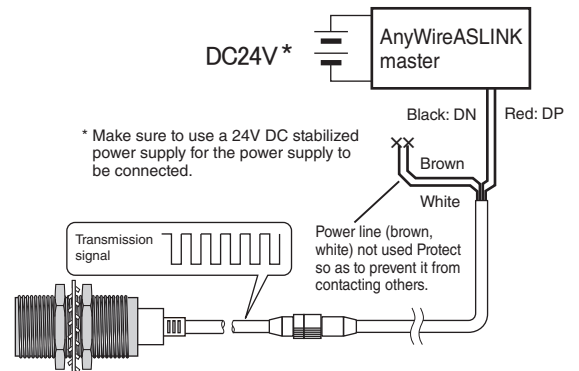 DC24V *
AnyWireASLINK
master
Black: DN
Red: DP
* Make sure to use a 24V DC stabilized
power supply for the power supply to
be connected.
Brown
White
Power line (brown,
white) not used Protect
so as to prevent it from
contacting others.
Transmission
signal